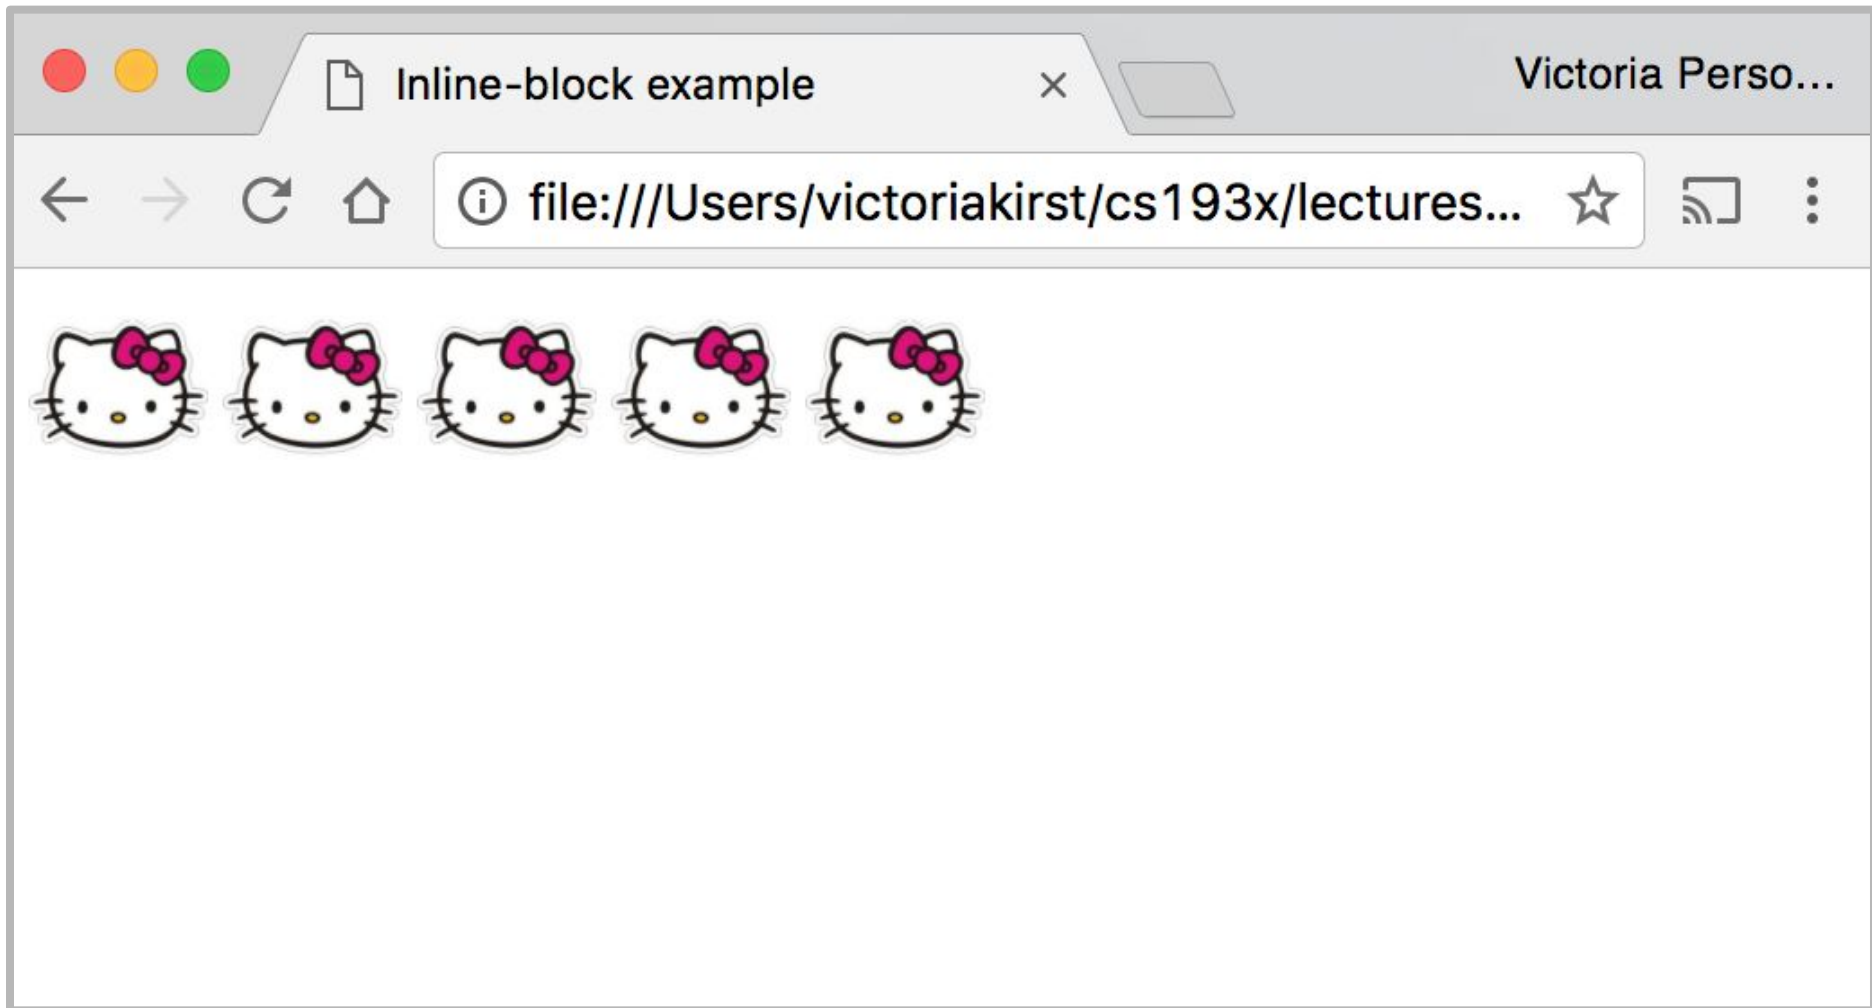 Inline-block example
Victoria Perso...
file:///Users/victoriakirst/cs193x/lectures...